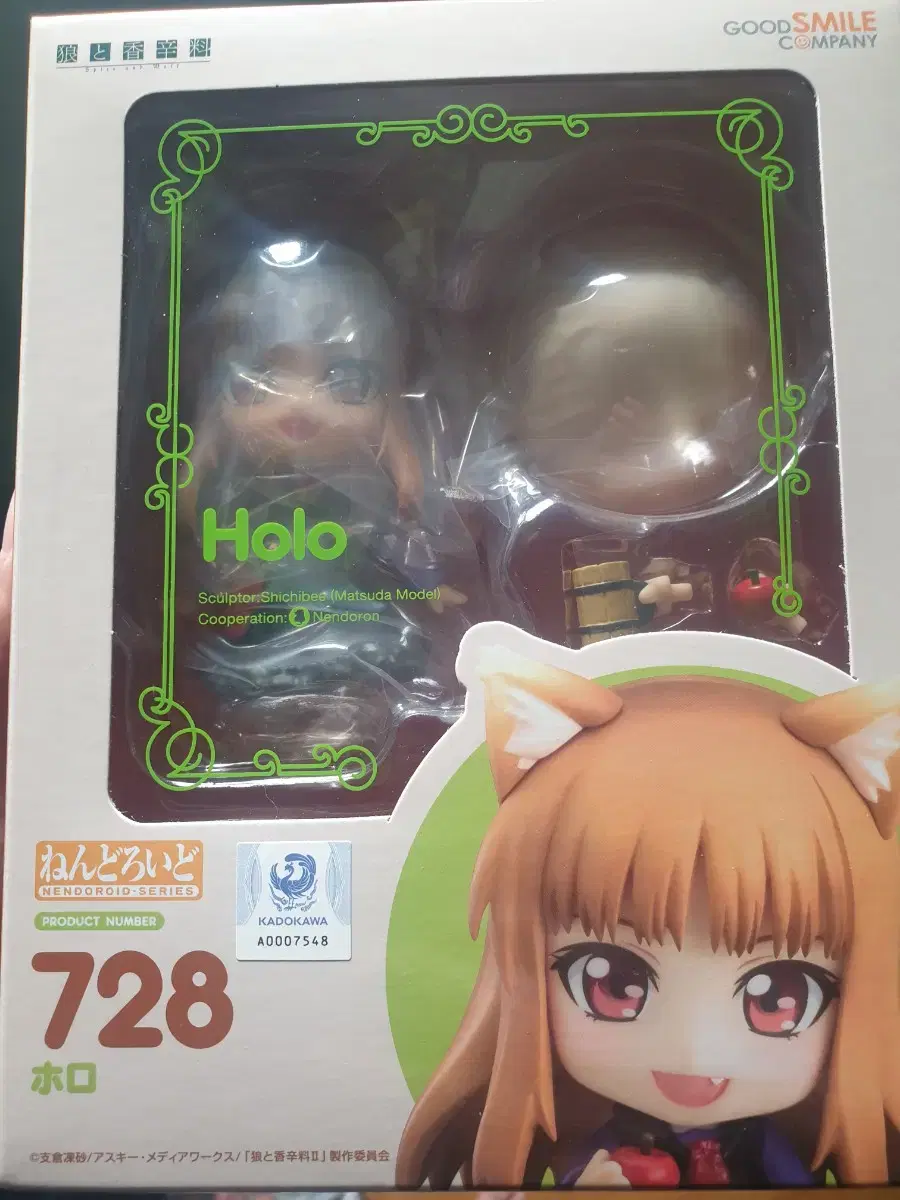 狼と香辛料
Spice and Wolf
GOOD SMILE
COMPANY
Holo
Sculptor:Shichibee (Matsuda Model)
Cooperation: Nendoron
ねんどろいど
NENDOROID·SERIES
PRODUCT NUMBER
728
ホロ
KADOKAWA
A0007548
©支倉凍砂/アスキー・メディアワークス/「狼と香辛料Ⅱ」製作委員会